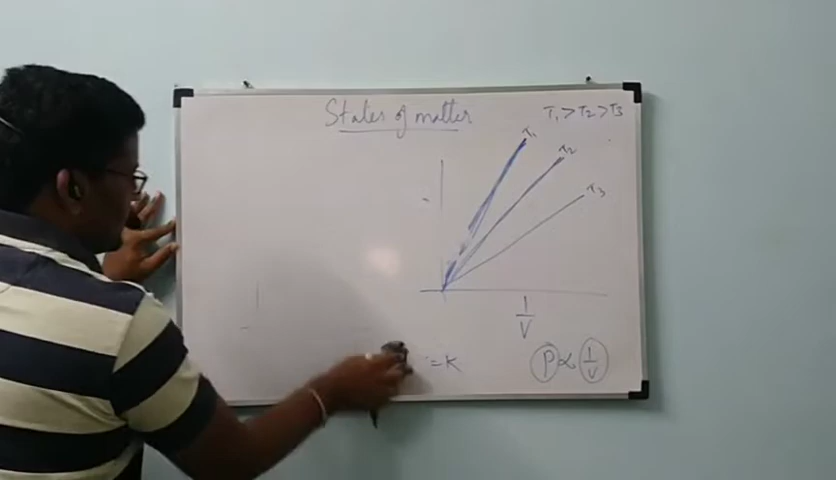 States of matter
T₁ > T₂ > T₃
T₁
T₂
T₃
1/V
= K
P ∝ 1/V